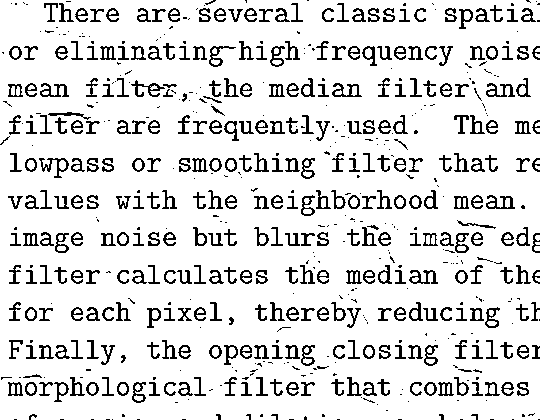 There are several classic spatial
or eliminating high frequency noise
mean filter, the median filter and
filter are frequently used. The me
lowpass or smoothing filter that re
values with the neighborhood mean.
image noise but blurs the image edg
filter calculates the median of the
for each pixel, thereby reducing th
Finally, the opening closing filter
morphological filter that combines